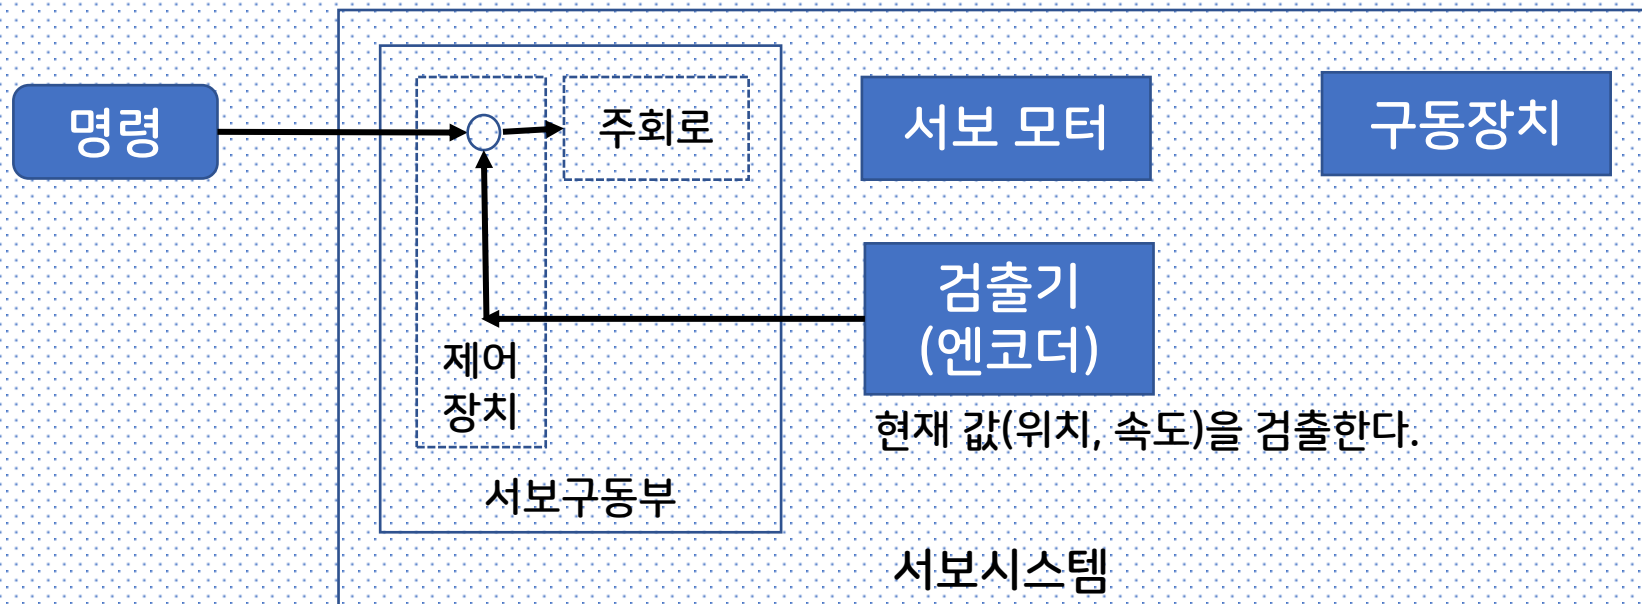 명령
주회로
서보 모터
구동장치
검출기
(엔코더)
제어
장치
현재 값(위치, 속도)을 검출한다.
서보구동부
서보시스템